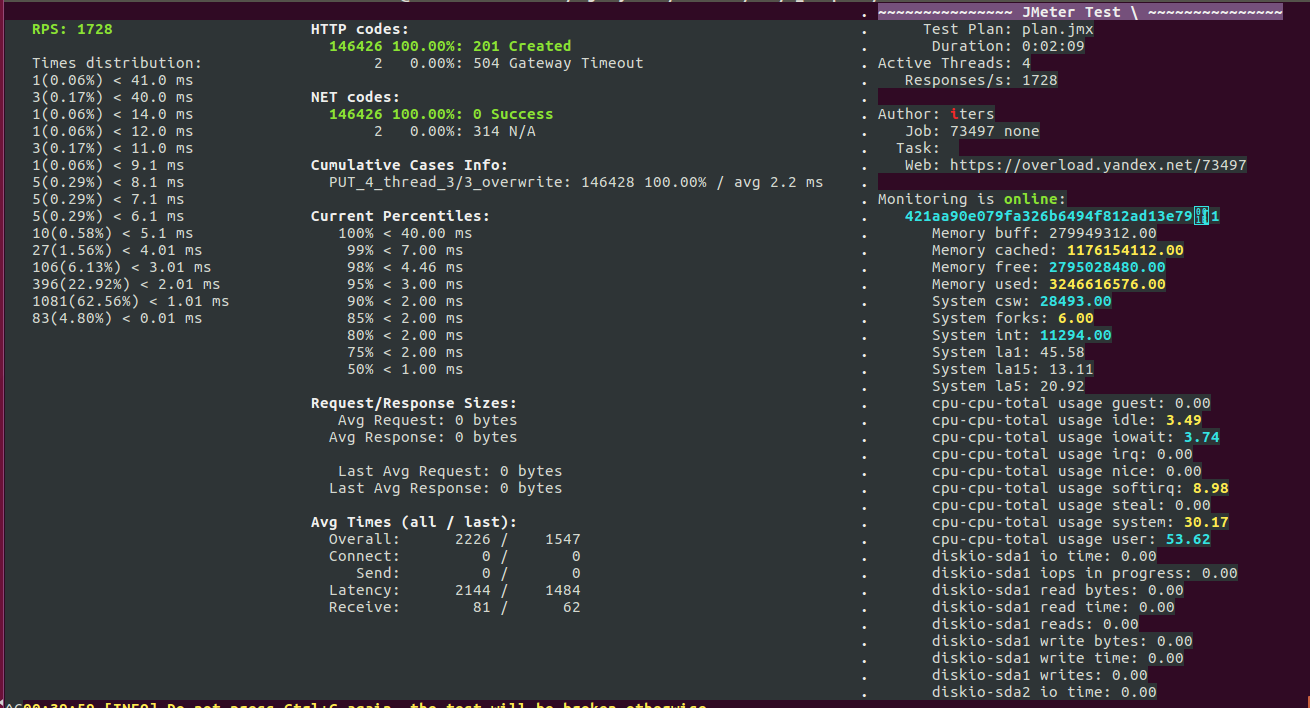 RPS: 1728
Times distribution:
1(0.06%) < 41.0 ms
3(0.17%) < 40.0 ms
1(0.06%) < 14.0 ms
1(0.06%) < 12.0 ms
3(0.17%) < 11.0 ms
1(0.06%) < 9.1 ms
5(0.29%) < 8.1 ms
5(0.29%) < 7.1 ms
5(0.29%) < 6.1 ms
10(0.58%) < 5.1 ms
27(1.56%) < 4.01 ms
106(6.13%) < 3.01 ms
396(22.92%) < 2.01 ms
1081(62.56%) < 1.01 ms
83(4.80%) < 0.01 ms
HTTP codes:
146426 100.00%: 201 Created
2 0.00%: 504 Gateway Timeout
NET codes:
146426 100.00%: 0 Success
2 0.00%: 314 N/A
Cumulative Cases Info:
PUT_4_thread_3/3_overwrite: 146428 100.00% / avg 2.2 ms
Current Percentiles:
100% < 40.00 ms
99% < 7.00 ms
98% < 4.46 ms
95% < 3.00 ms
90% < 2.00 ms
85% < 2.00 ms
80% < 2.00 ms
75% < 2.00 ms
50% < 1.00 ms
Request/Response Sizes:
Avg Request: 0 bytes
Avg Response: 0 bytes
Last Avg Request: 0 bytes
Last Avg Response: 0 bytes
Avg Times (all / last):
Overall: 2226 / 1547
Connect: 0 / 0
Send: 0 / 0
Latency: 2144 / 1484
Receive: 81 / 62
~~~~~~~~~~~~~~~ JMeter Test \ ~~~~~~~~~~~~~~~
Test Plan: plan.jmx
Duration: 0:02:09
Active Threads: 4
Responses/s: 1728
Author: iters
Job: 73497 none
Task:
Web: https://overload.yandex.net/73497
Monitoring is online:
421aa90e079fa326b6494f812ad13e79 1
Memory buff: 279949312.00
Memory cached: 1176154112.00
Memory free: 2795028480.00
Memory used: 3246616576.00
System csw: 28493.00
System forks: 6.00
System int: 11294.00
System la1: 45.58
System la15: 13.11
System la5: 20.92
cpu-cpu-total usage guest: 0.00
cpu-cpu-total usage idle: 3.49
cpu-cpu-total usage iowait: 3.74
cpu-cpu-total usage irq: 0.00
cpu-cpu-total usage nice: 0.00
cpu-cpu-total usage softirq: 8.98
cpu-cpu-total usage steal: 0.00
cpu-cpu-total usage system: 30.17
cpu-cpu-total usage user: 53.62
diskio-sda1 io time: 0.00
diskio-sda1 iops in progress: 0.00
diskio-sda1 read bytes: 0.00
diskio-sda1 read time: 0.00
diskio-sda1 reads: 0.00
diskio-sda1 write bytes: 0.00
diskio-sda1 write time: 0.00
diskio-sda1 writes: 0.00
diskio-sda2 io time: 0.00
[INFO] Do not press Ctrl+C again, the test will be broken otherwise